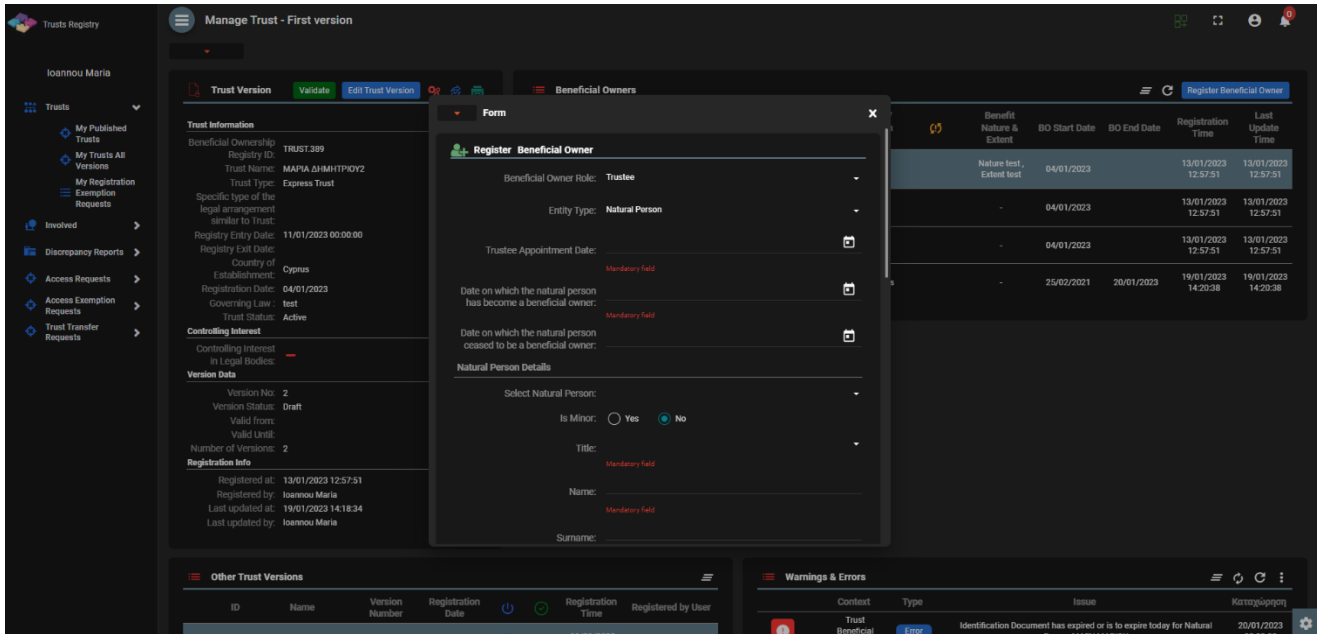 Trusts Registry
Manage Trust - First version
0
Ioannou Maria
Trusts
My Published
Trusts
My Trusts All
Versions
My Registration
Exemption
Requests
Involved
Discrepancy Reports
Access Requests
Access Exemption
Requests
Trust Transfer
Requests
Trust Version
Validate
Edit Trust Version
Trust Information
Beneficial Ownership
Registry ID:
TRUST.389
Trust Name: ΜΑΡΙΑ ΔΗΜΗΤΡΙΟΥ2
Trust Type: Express Trust
Specific type of the
legal arrangement
similar to Trust:
Registry Entry Date: 11/01/2023 00:00:00
Registry Exit Date:
Country of
Establishment:
Cyprus
Registration Date: 04/01/2023
Governing Law : test
Trust Status: Active
Controlling Interest
Controlling Interest
in Legal Bodies:
Version Data
Version No: 2
Version Status: Draft
Valid from:
Valid Until:
Number of Versions: 2
Registration Info
Registered at: 13/01/2023 12:57:51
Registered by: Ioannou Maria
Last updated at: 19/01/2023 14:18:34
Last updated by: Ioannou Maria
Beneficial Owners
Register Beneficial Owner
Benefit
Nature &
Extent
BO Start Date
BO End Date
Registration
Time
Last
Update
Time
Nature test ,
Extent test
04/01/2023
13/01/2023
12:57:51
13/01/2023
12:57:51
-
04/01/2023
13/01/2023
12:57:51
13/01/2023
12:57:51
-
04/01/2023
13/01/2023
12:57:51
13/01/2023
12:57:51
s
-
25/02/2021
20/01/2023
19/01/2023
14:20:38
19/01/2023
14:20:38
Form
x
Register Beneficial Owner
Beneficial Owner Role: Trustee
Entity Type: Natural Person
Trustee Appointment Date:
Mandatory field
Date on which the natural person
has become a beneficial owner:
Mandatory field
Date on which the natural person
ceased to be a beneficial owner:
Natural Person Details
Select Natural Person:
Is Minor: Yes No
Title:
Mandatory field
Name:
Mandatory field
Surname:
Other Trust Versions
ID
Name
Version
Number
Registration
Date
Registration
Time
Registered by User
Warnings & Errors
Context
Type
Issue
Καταχώρηση
Trust
Beneficial
Error
Identification Document has expired or is to expire today for Natural
20/01/2023